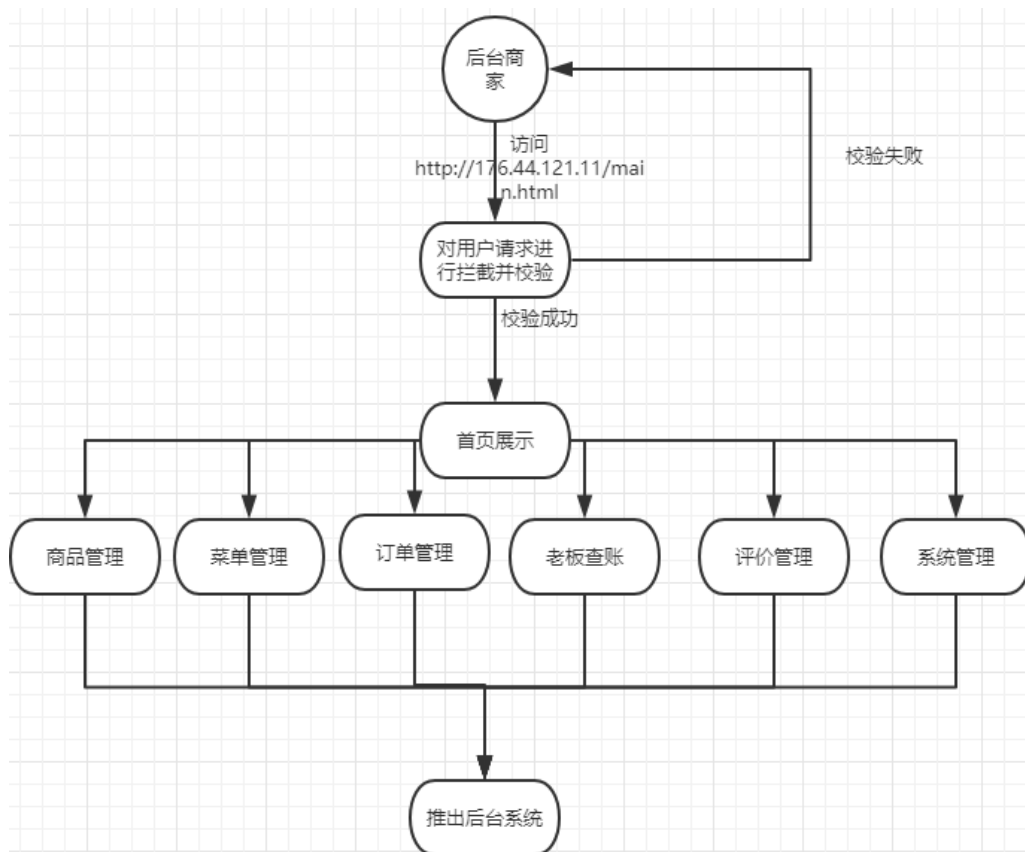 后台商
家
访问
http://176.44.121.11/mai
n.html
校验失败
对用户请求进
行拦截并校验
校验成功
首页展示
商品管理
菜单管理
订单管理
老板查账
评价管理
系统管理
推出后台系统